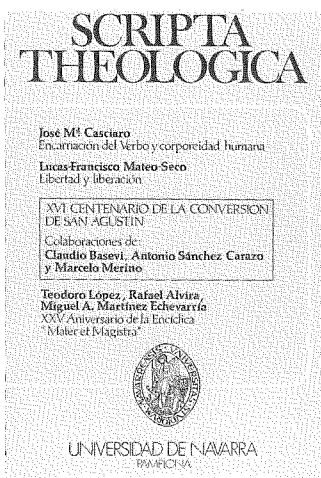 SCRIPTA
THEOLOGICA
José Mª Casciaro
Encarnación del Verbo y corporeidad humana
Lucas-Francisco Mateo-Seco
Libertad y liberación
XVI CENTENARIO DE LA CONVERSION
DE SAN AGUSTIN
Colaboraciones de:
Claudio Basevi, Antonio Sánchez Carazo
y Marcelo Merino
Teodoro López, Rafael Alvira,
Miguel A. Martínez Echevarría
XXV Aniversario de la Encíclica
"Mater et Magistra"
UNIVERSIDAD DE NAVARRA
PAMPLONA